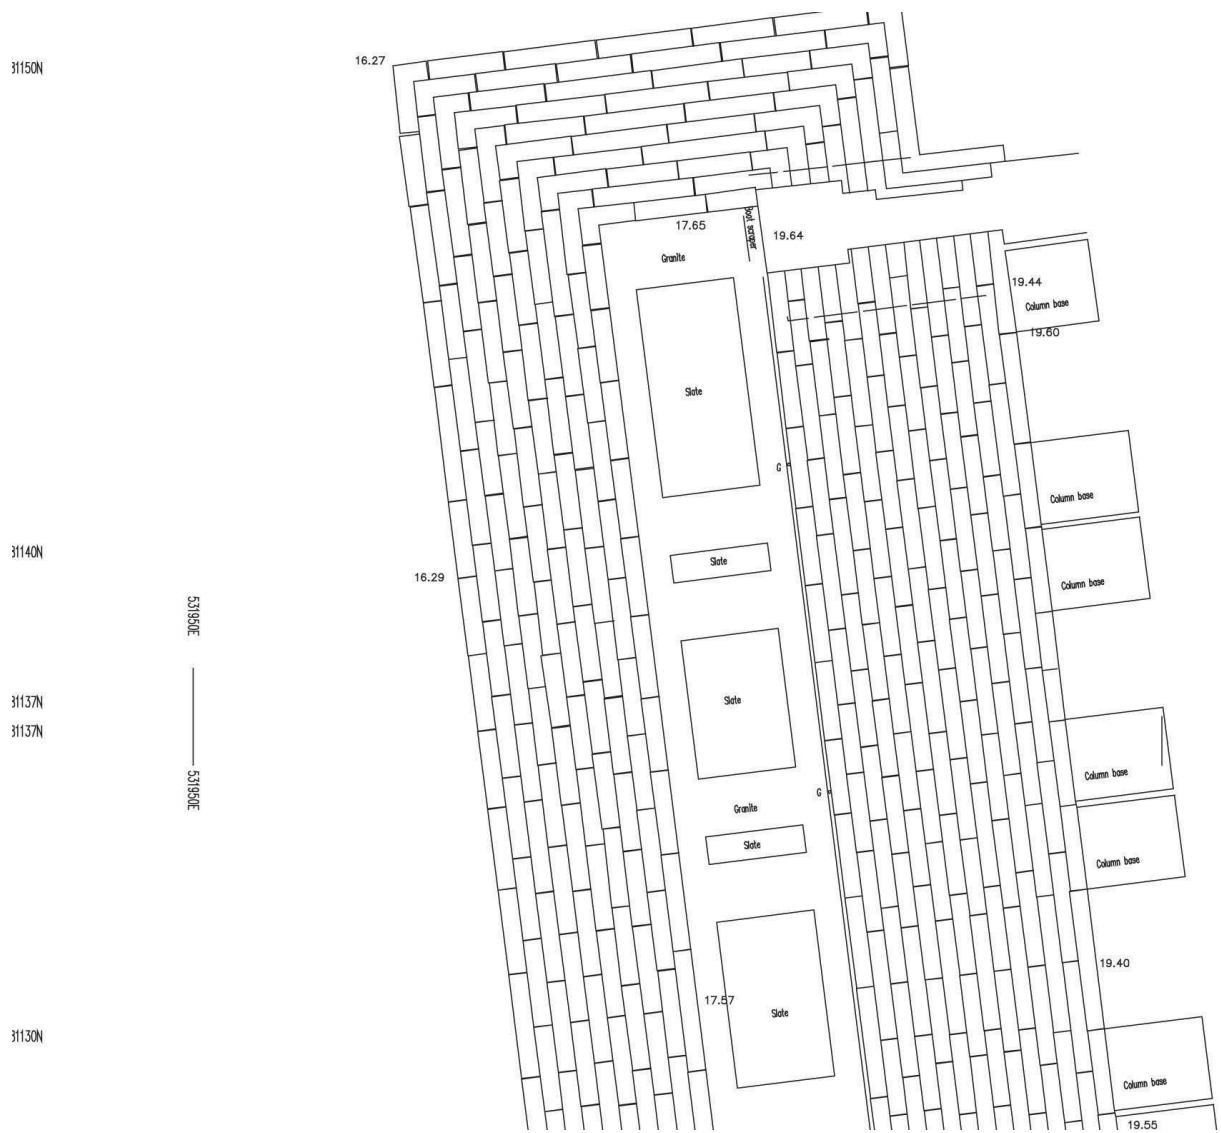 16.27
31150N
17.65
Boot scraper
19.64
Granite
19.44
Column base
19.60
Slate
G
Column base
31140N
Slate
16.29
Column base
531950E
31137N
Slate
31137N
Column base
531950E
G
Granite
Slate
Column base
19.40
17.57
Slate
31130N
Column base
19.55